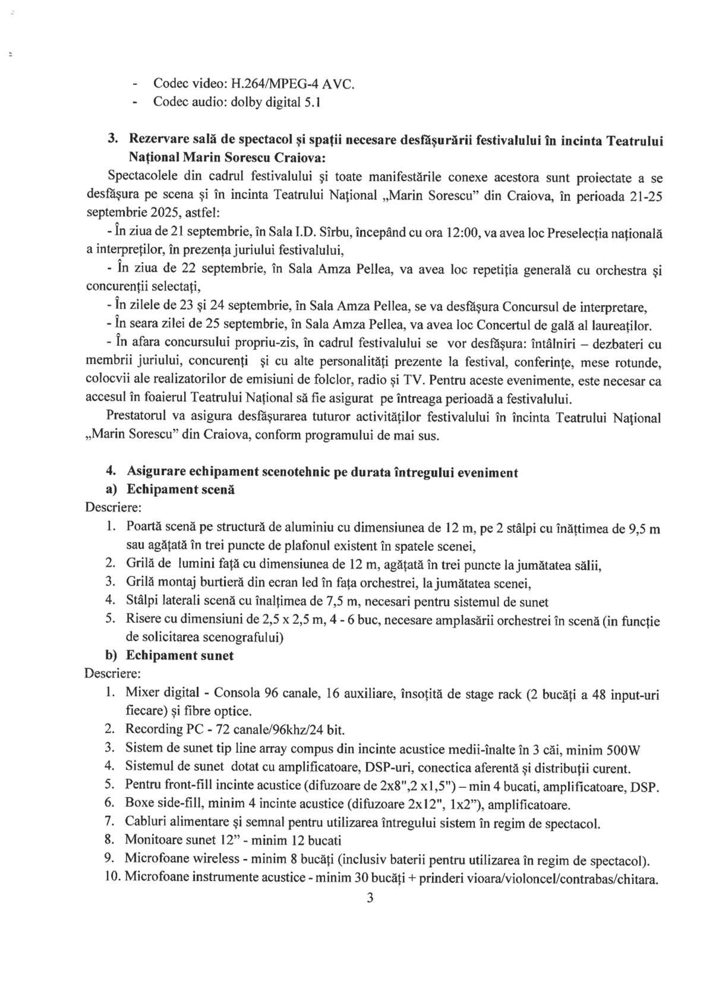 - Codec video: H.264/MPEG-4 AVC.
- Codec audio: dolby digital 5.1
3. Rezervare sală de spectacol și spații necesare desfășurării festivalului în incinta Teatrului
Național Marin Sorescu Craiova:
Spectacolele din cadrul festivalului și toate manifestările conexe acestora sunt proiectate a se
desfășura pe scena și în incinta Teatrului Național „Marin Sorescu” din Craiova, în perioada 21-25
septembrie 2025, astfel:
- În ziua de 21 septembrie, în Sala I.D. Sîrbu, începând cu ora 12:00, va avea loc Preselecția națională
a interpreților, în prezența juriului festivalului,
- În ziua de 22 septembrie, în Sala Amza Pellea, va avea loc repetiția generală cu orchestra și
concurenții selectați,
- În zilele de 23 și 24 septembrie, în Sala Amza Pellea, se va desfășura Concursul de interpretare,
- În seara zilei de 25 septembrie, în Sala Amza Pellea, va avea loc Concertul de gală al laureaților.
- În afara concursului propriu-zis, în cadrul festivalului se vor desfășura: întâlniri – dezbateri cu
membrii juriului, concurenți și cu alte personalități prezente la festival, conferințe, mese rotunde,
colocvii ale realizatorilor de emisiuni de folclor, radio și TV. Pentru aceste evenimente, este necesar ca
accesul în foaierul Teatrului Național să fie asigurat pe întreaga perioadă a festivalului.
Prestatorul va asigura desfășurarea tuturor activităților festivalului în încinta Teatrului Național
„Marin Sorescu” din Craiova, conform programului de mai sus.
4. Asigurare echipament scenotehnic pe durata întregului eveniment
a) Echipament scenă
Descriere:
1. Poartă scenă pe structură de aluminiu cu dimensiunea de 12 m, pe 2 stâlpi cu înăţtimea de 9,5 m
sau agățată în trei puncte de plafonul existent în spatele scenei,
2. Grilă de lumini față cu dimensiunea de 12 m, agățată în trei puncte la jumătatea sălii,
3. Grilă montaj burtieră din ecran led în fața orchestrei, la jumătatea scenei,
4. Stâlpi laterali scenă cu înalțimea de 7,5 m, necesari pentru sistemul de sunet
5. Risere cu dimensiuni de 2,5 x 2,5 m, 4 - 6 buc, necesare amplasării orchestrei în scenă (in funcție
de solicitarea scenografului)
b) Echipament sunet
Descriere:
1. Mixer digital - Consola 96 canale, 16 auxiliare, însoțită de stage rack (2 bucăți a 48 input-uri
fiecare) și fibre optice.
2. Recording PC - 72 canale/96khz/24 bit.
3. Sistem de sunet tip line array compus din incinte acustice medii-înalte în 3 căi, minim 500W
4. Sistemul de sunet dotat cu amplificatoare, DSP-uri, conectica aferentă și distribuții curent.
5. Pentru front-fill incinte acustice (difuzoare de 2x8",2 x1,5") – min 4 bucati, amplificatoare, DSP.
6. Boxe side-fill, minim 4 incinte acustice (difuzoare 2x12", 1x2”), amplificatoare.
7. Cabluri alimentare și semnal pentru utilizarea întregului sistem în regim de spectacol.
8. Monitoare sunet 12” - minim 12 bucati
9. Microfoane wireless - minim 8 bucăți (inclusiv baterii pentru utilizarea în regim de spectacol).
10. Microfoane instrumente acustice - minim 30 bucăți + prinderi vioara/violoncel/contrabas/chitara.
3